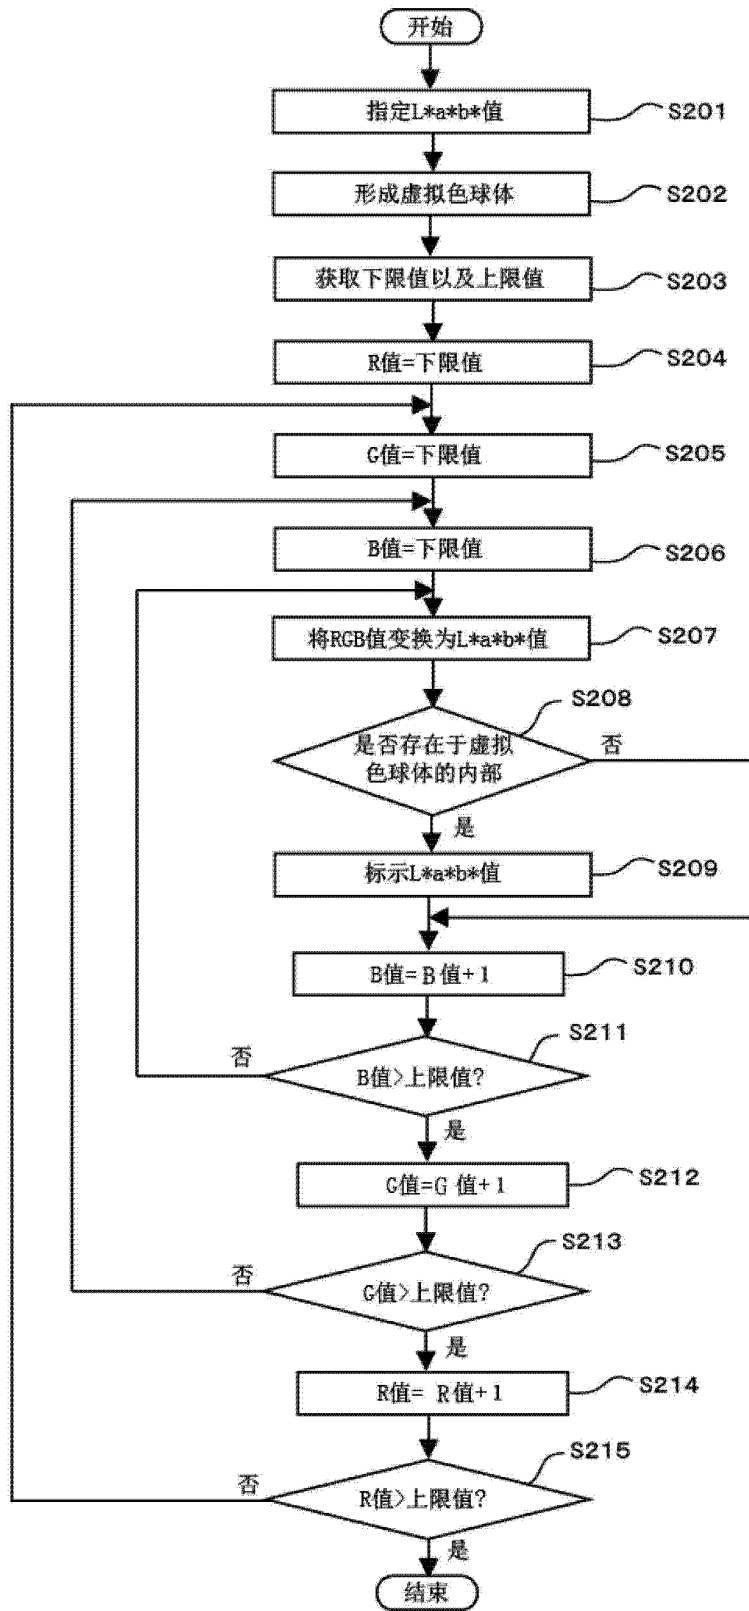 开始
指定L*a*b*值
S201
形成虚拟色球体
S202
获取下限值以及上限值
S203
R值=下限值
S204
G值=下限值
S205
B值=下限值
S206
将RGB值变换为L*a*b*值
S207
S208
是否存在于虚拟
色球体的内部
否
是
标示L*a*b*值
S209
B值=B值+1
S210
S211
否
B值>上限值?
是
G值=G 值+1
S212
S213
否
G值>上限值?
是
R值= R值+1
S214
S215
否
R值>上限值?
是
结束